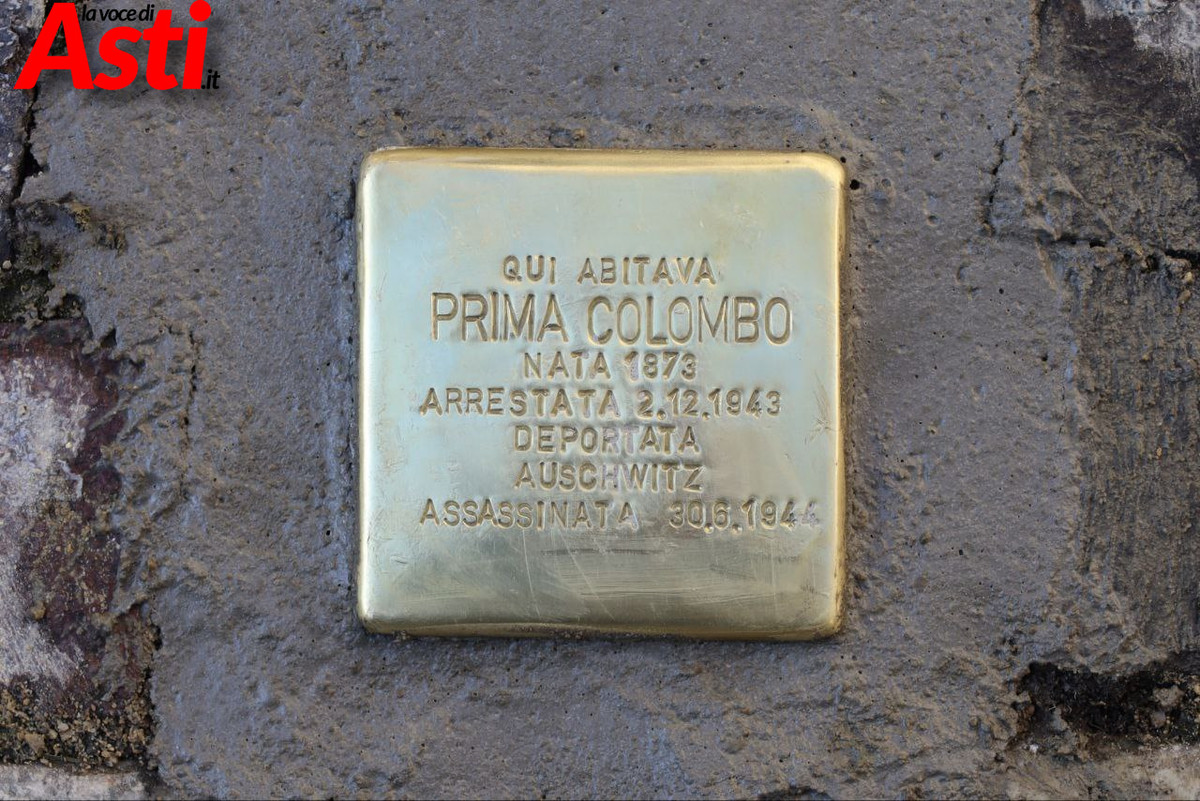 la voce di
Asti.it
QUI ABITAVA
PRIMA COLOMBO
NATA 1873
ARRESTATA 2.12.1943
DEPORTATA
AUSCHWITZ
ASSASSINATA 30.6.1944